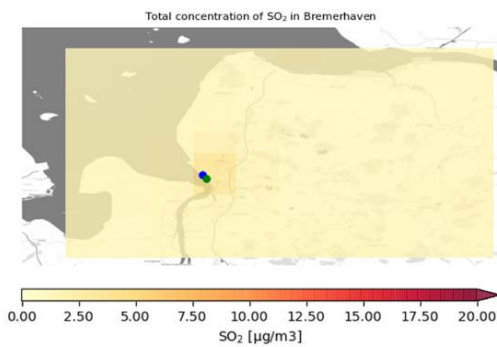 Total concentration of SO₂ in Bremerhaven
0.00 2.50 5.00 7.50 10.00 12.50 15.00 17.50 20.00
SO₂ [µg/m3]